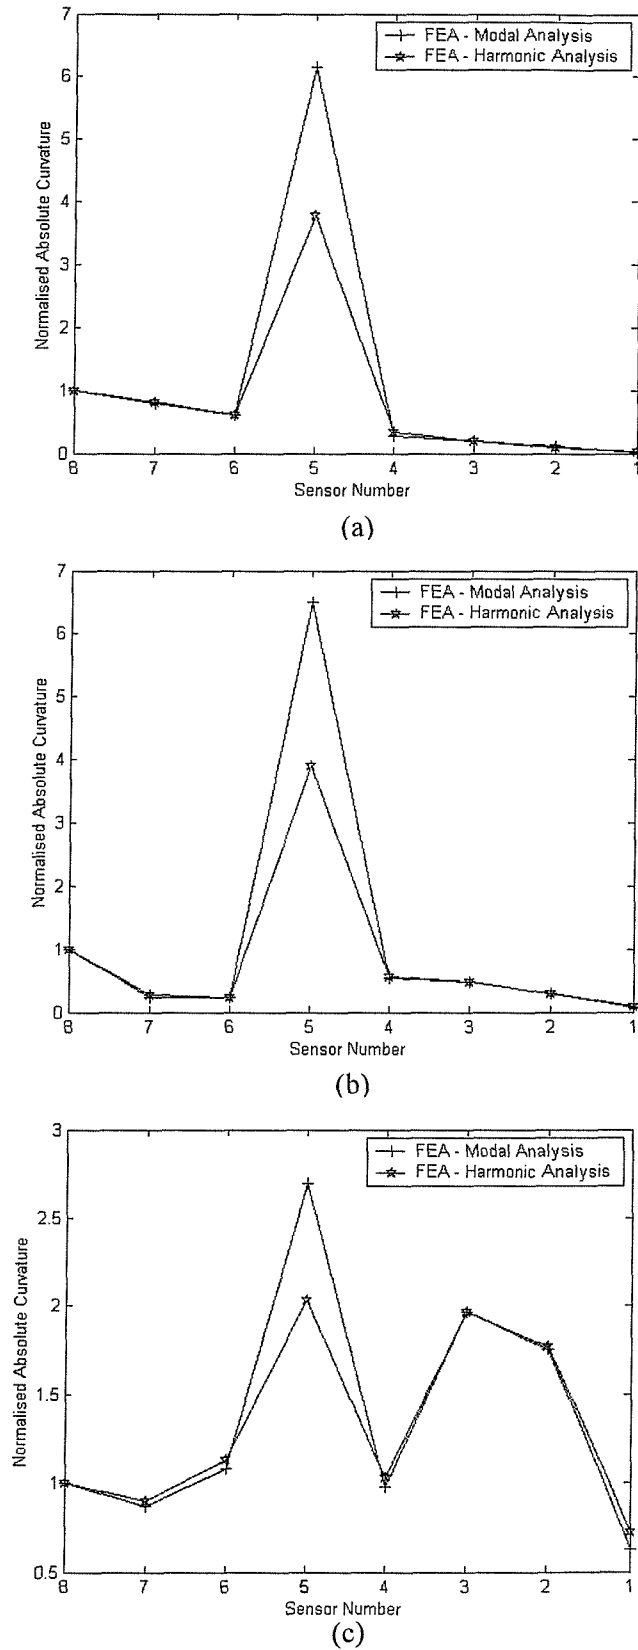 7
6
5
4
3
2
1
0
Normalised Absolute Curvature
FEA - Modal Analysis
FEA - Harmonic Analysis
8 7 6 5 4 3 2 1
Sensor Number
(a)
7
6
5
4
3
2
1
0
Normalised Absolute Curvature
FEA - Modal Analysis
FEA - Harmonic Analysis
8 7 6 5 4 3 2 1
Sensor Number
(b)
3
2.5
2
1.5
1
0.5
Normalised Absolute Curvature
FEA - Modal Analysis
FEA - Harmonic Analysis
8 7 6 5 4 3 2 1
Sensor Number
(c)